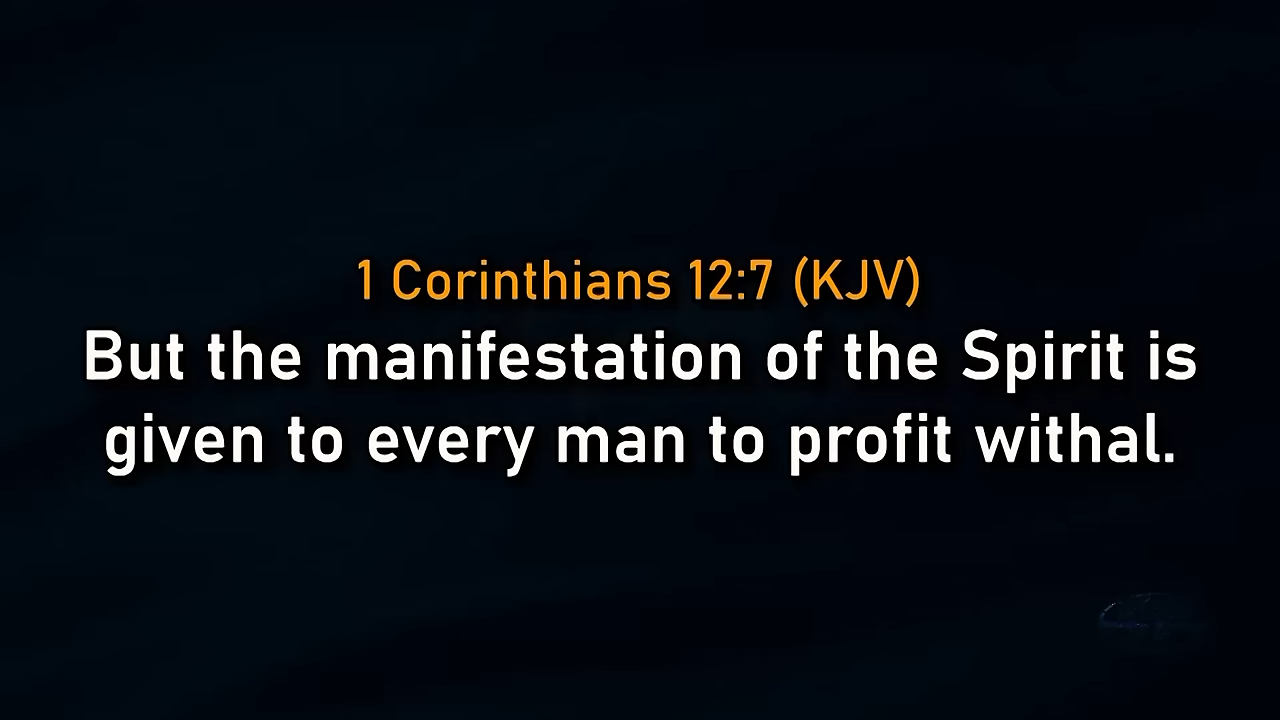 1 Corinthians 12:7 (KJV)
But the manifestation of the Spirit is
given to every man to profit withal.